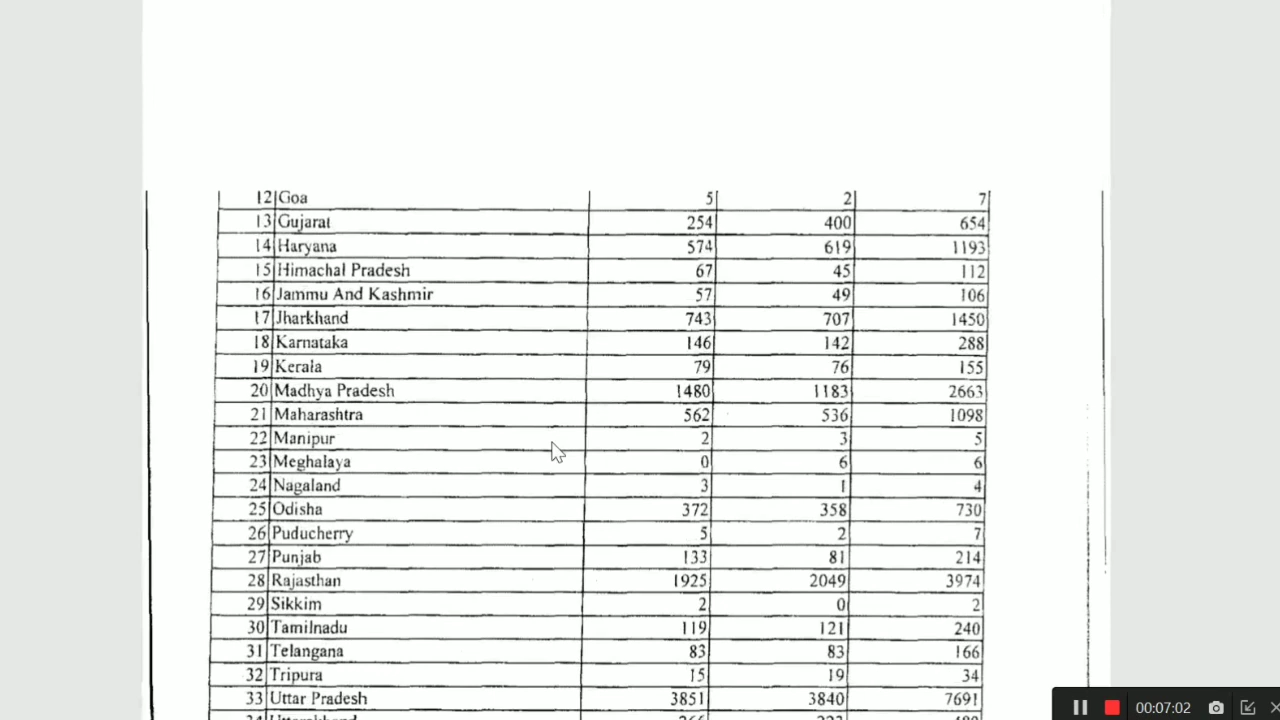 12 Goa 5 2 7
13 Gujarat 254 400 654
14 Haryana 574 619 1193
15 Himachal Pradesh 67 45 112
16 Jammu And Kashmir 57 49 106
17 Jharkhand 743 707 1450
18 Karnataka 146 142 288
19 Kerala 79 76 155
20 Madhya Pradesh 1480 1183 2663
21 Maharashtra 562 536 1098
22 Manipur 2 3 5
23 Meghalaya 0 6 6
24 Nagaland 3 1 4
25 Odisha 372 358 730
26 Puducherry 5 2 7
27 Punjab 133 81 214
28 Rajasthan 1925 2049 3974
29 Sikkim 2 0 2
30 Tamilnadu 119 121 240
31 Telangana 83 83 166
32 Tripura 15 19 34
33 Uttar Pradesh 3851 3840 7691
00:07:02